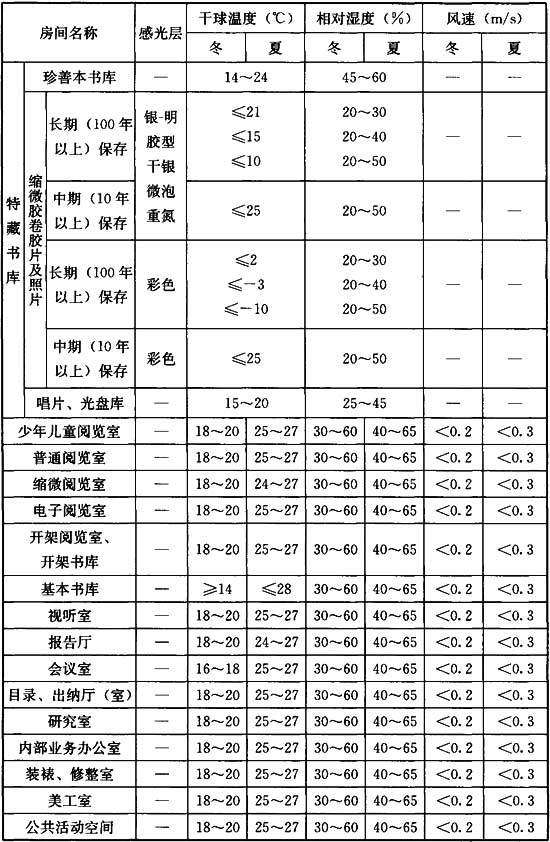 房间名称 感光层 干球温度（℃） 相对湿度（%） 风速（m/s）
冬 夏 冬 夏 冬 夏
特藏书库
珍善本书库 — 14～24 45～60 — —
缩微胶卷胶片及照片
长期（100年以上）保存 银-明胶型干银微泡重氮 ≤21 20～30 — —
≤15 20～40
≤10 20～50
中期（10年以上）保存 ≤25 20～50 — —
长期（100年以上）保存 彩色 ≤2 20～30 — —
≤-3 20～40
≤-10 20～50
中期（10年以上）保存 彩色 ≤25 20～50 — —
唱片、光盘库 — 15～20 25～45 — —
少年儿童阅览室 — 18～20 25～27 30～60 40～65 <0.2 <0.3
普通阅览室 — 18～20 25～27 30～60 40～65 <0.2 <0.3
缩微阅览室 — 18～20 24～27 30～60 40～65 <0.2 <0.3
电子阅览室 — 18～20 25～27 30～60 40～65 <0.2 <0.3
开架阅览室、
开架书库 — 18～20 25～27 30～60 40～65 <0.2 <0.3
基本书库 — ≥14 ≤28 30～60 40～65 <0.2 <0.3
视听室 — 18～20 25～27 30～60 40～65 <0.2 <0.3
报告厅 — 18～20 24～27 30～60 40～65 <0.2 <0.3
会议室 — 16～18 25～27 30～60 40～65 <0.2 <0.3
目录、出纳厅（室） — 18～20 25～27 30～60 40～65 <0.2 <0.3
研究室 — 18～20 25～27 30～60 40～65 <0.2 <0.3
内部业务办公室 — 18～20 25～27 30～60 40～65 <0.2 <0.3
装裱、修整室 — 18～20 25～27 30～60 40～65 <0.2 <0.3
美工室 — 18～20 25～27 30～60 40～65 <0.2 <0.3
公共活动空间 — 18～20 25～27 30～60 40～65 <0.2 <0.3